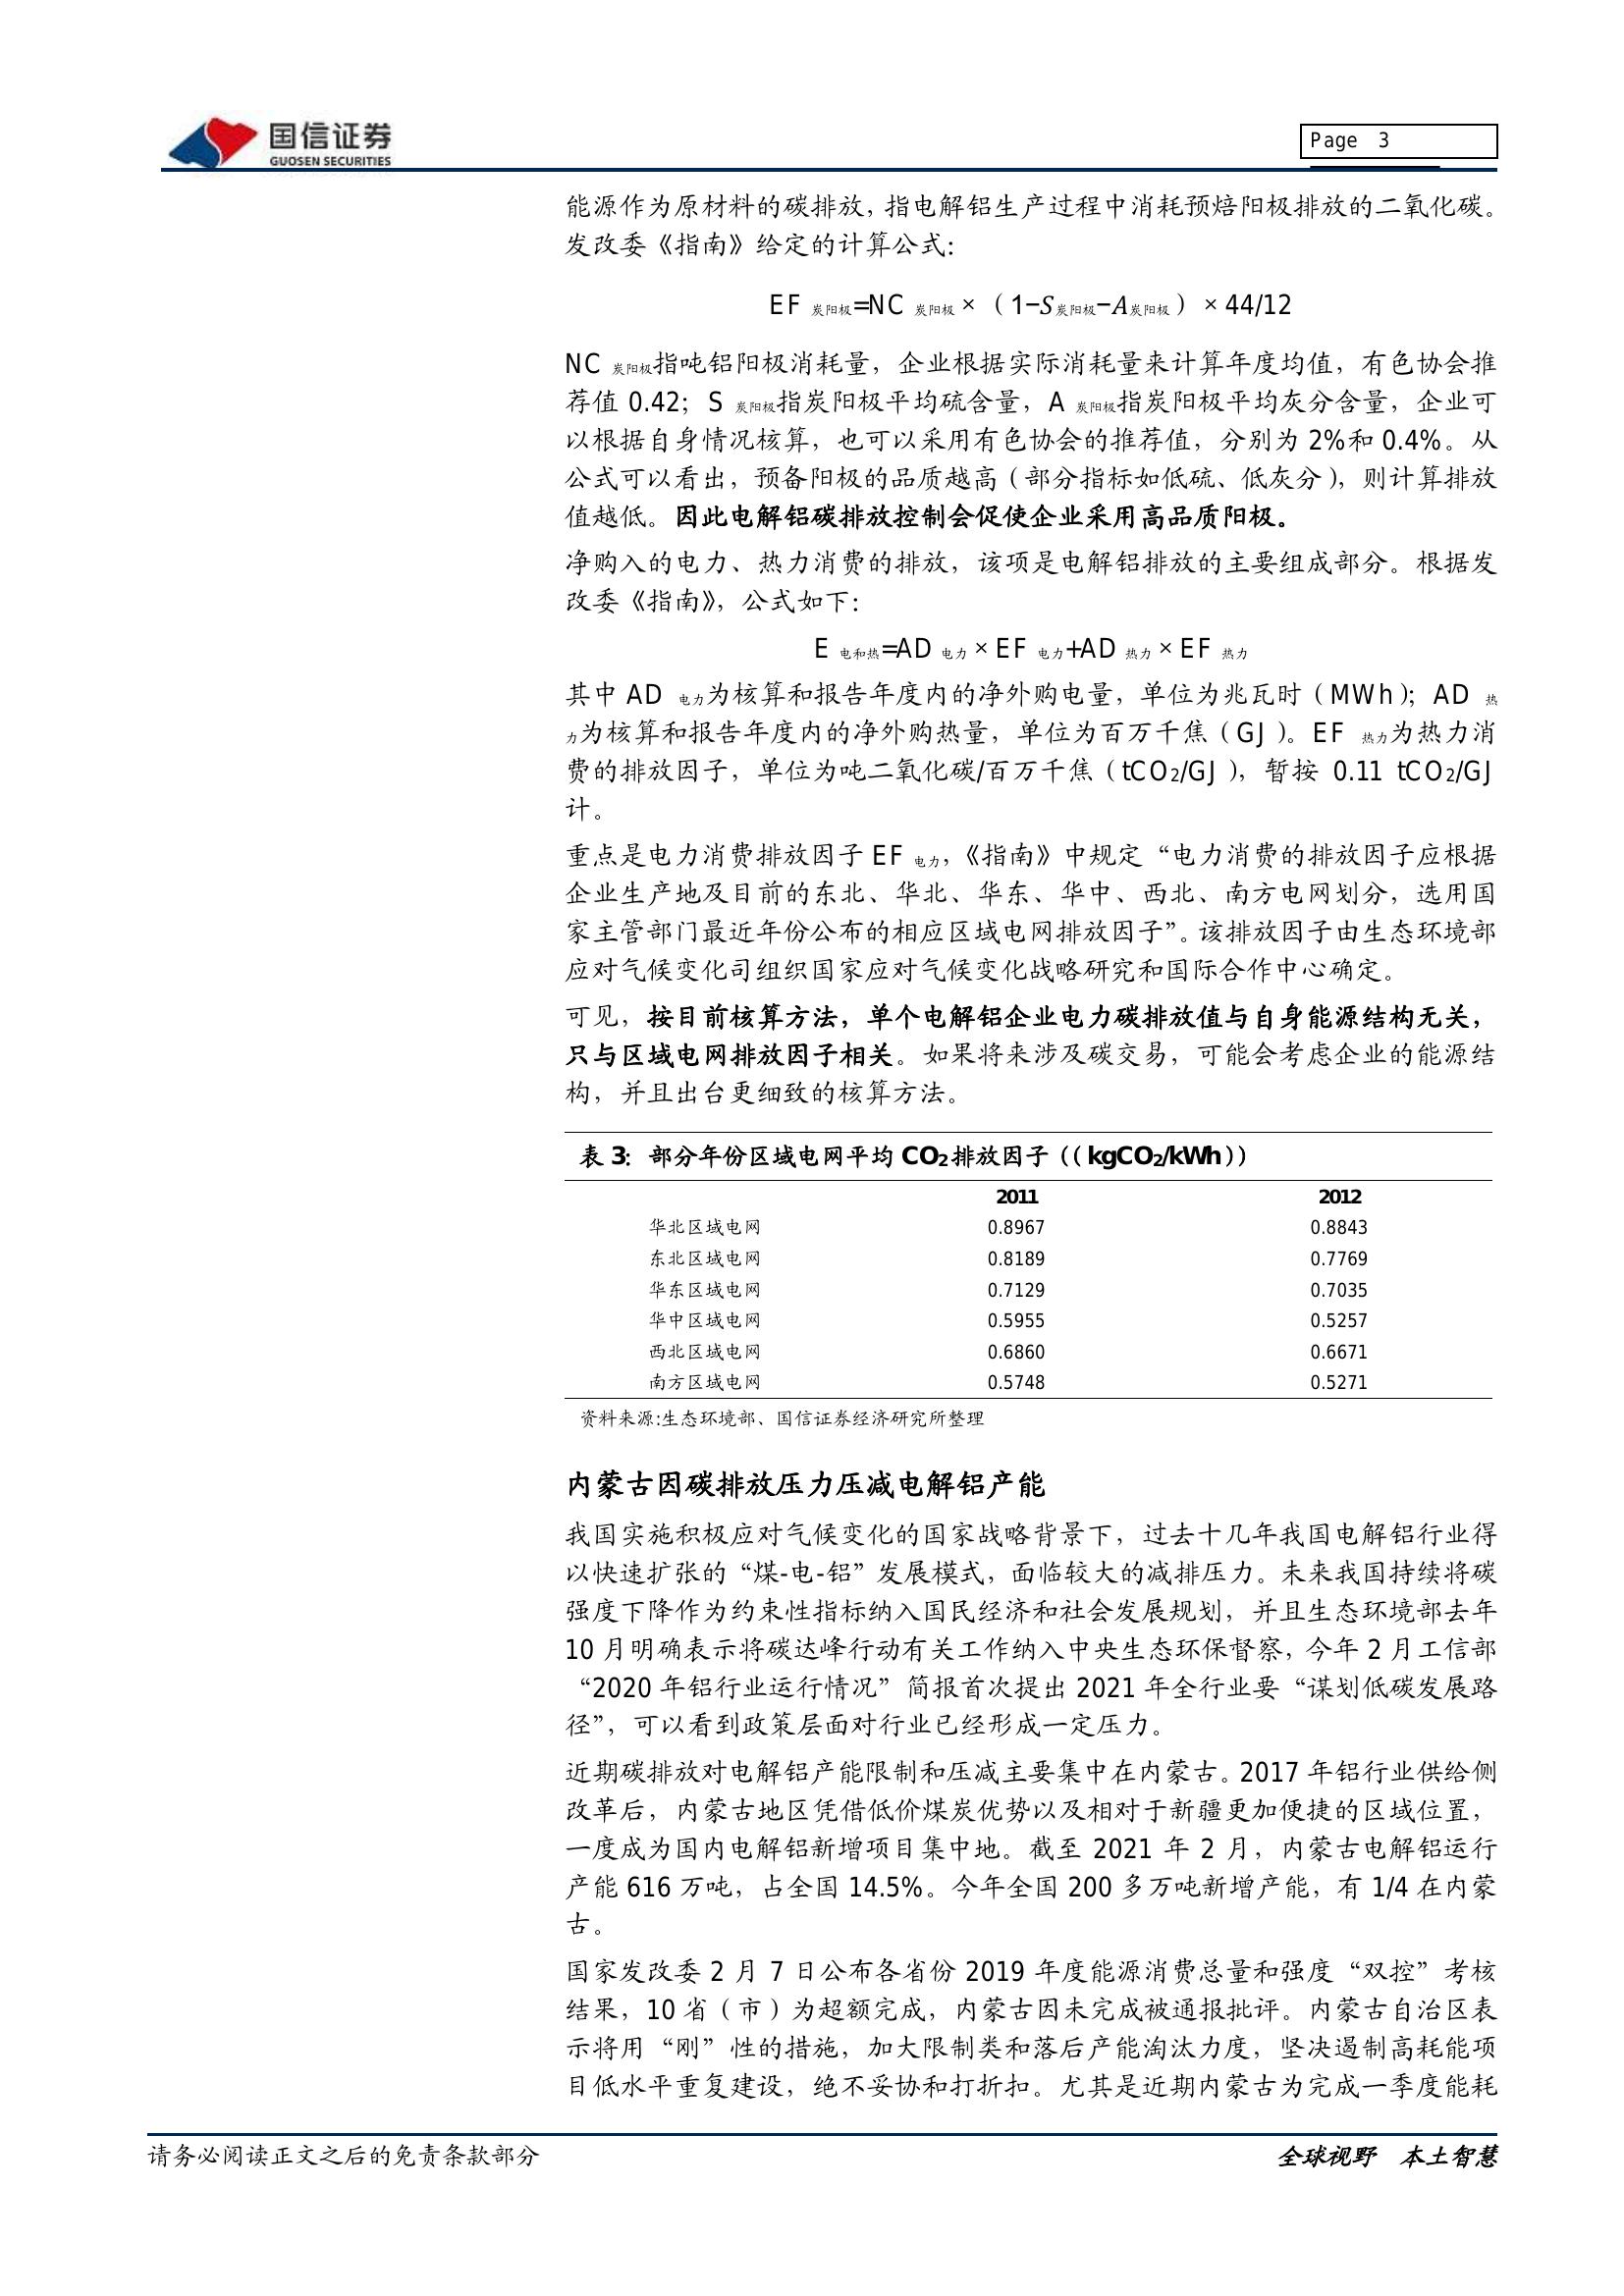 国信证券
GUOSEN SECURITIES
Page 3
能源作为原材料的碳排放，指电解铝生产过程中消耗预焙阳极排放的二氧化碳。
发改委《指南》给定的计算公式：
EF 炭阳极=NC 炭阳极×（1−S炭阳极−A炭阳极）×44/12
NC 炭阳极指吨铝阳极消耗量，企业根据实际消耗量来计算年度均值，有色协会推
荐值 0.42；S 炭阳极指炭阳极平均硫含量，A 炭阳极指炭阳极平均灰分含量，企业可
以根据自身情况核算，也可以采用有色协会的推荐值，分别为 2%和 0.4%。从
公式可以看出，预备阳极的品质越高（部分指标如低硫、低灰分），则计算排放
值越低。因此电解铝碳排放控制会促使企业采用高品质阳极。
净购入的电力、热力消费的排放，该项是电解铝排放的主要组成部分。根据发
改委《指南》，公式如下：
E 电和热=AD 电力×EF 电力+AD 热力×EF 热力
其中 AD 电力为核算和报告年度内的净外购电量，单位为兆瓦时（MWh）；AD 热
力为核算和报告年度内的净外购热量，单位为百万千焦（GJ）。EF 热力为热力消
费的排放因子，单位为吨二氧化碳/百万千焦（tCO2/GJ），暂按 0.11 tCO2/GJ
计。
重点是电力消费排放因子 EF 电力，《指南》中规定“电力消费的排放因子应根据
企业生产地及目前的东北、华北、华东、华中、西北、南方电网划分，选用国
家主管部门最近年份公布的相应区域电网排放因子”。该排放因子由生态环境部
应对气候变化司组织国家应对气候变化战略研究和国际合作中心确定。
可见，按目前核算方法，单个电解铝企业电力碳排放值与自身能源结构无关，
只与区域电网排放因子相关。如果将来涉及碳交易，可能会考虑企业的能源结
构，并且出台更细致的核算方法。
表 3：部分年份区域电网平均 CO2 排放因子（（kgCO2/kWh））
2011 2012
华北区域电网 0.8967 0.8843
东北区域电网 0.8189 0.7769
华东区域电网 0.7129 0.7035
华中区域电网 0.5955 0.5257
西北区域电网 0.6860 0.6671
南方区域电网 0.5748 0.5271
资料来源:生态环境部、国信证券经济研究所整理
内蒙古因碳排放压力压减电解铝产能
我国实施积极应对气候变化的国家战略背景下，过去十几年我国电解铝行业得
以快速扩张的“煤-电-铝”发展模式，面临较大的减排压力。未来我国持续将碳
强度下降作为约束性指标纳入国民经济和社会发展规划，并且生态环境部去年
10 月明确表示将碳达峰行动有关工作纳入中央生态环保督察，今年 2 月工信部
“2020 年铝行业运行情况”简报首次提出 2021 年全行业要“谋划低碳发展路
径”，可以看到政策层面对行业已经形成一定压力。
近期碳排放对电解铝产能限制和压减主要集中在内蒙古。2017 年铝行业供给侧
改革后，内蒙古地区凭借低价煤炭优势以及相对于新疆更加便捷的区域位置，
一度成为国内电解铝新增项目集中地。截至 2021 年 2 月，内蒙古电解铝运行
产能 616 万吨，占全国 14.5%。今年全国 200 多万吨新增产能，有 1/4 在内蒙
古。
国家发改委 2 月 7 日公布各省份 2019 年度能源消费总量和强度“双控”考核
结果，10 省（市）为超额完成，内蒙古因未完成被通报批评。内蒙古自治区表
示将用“刚”性的措施，加大限制类和落后产能淘汰力度，坚决遏制高耗能项
目低水平重复建设，绝不妥协和打折扣。尤其是近期内蒙古为完成一季度能耗
请务必阅读正文之后的免责条款部分
全球视野 本土智慧